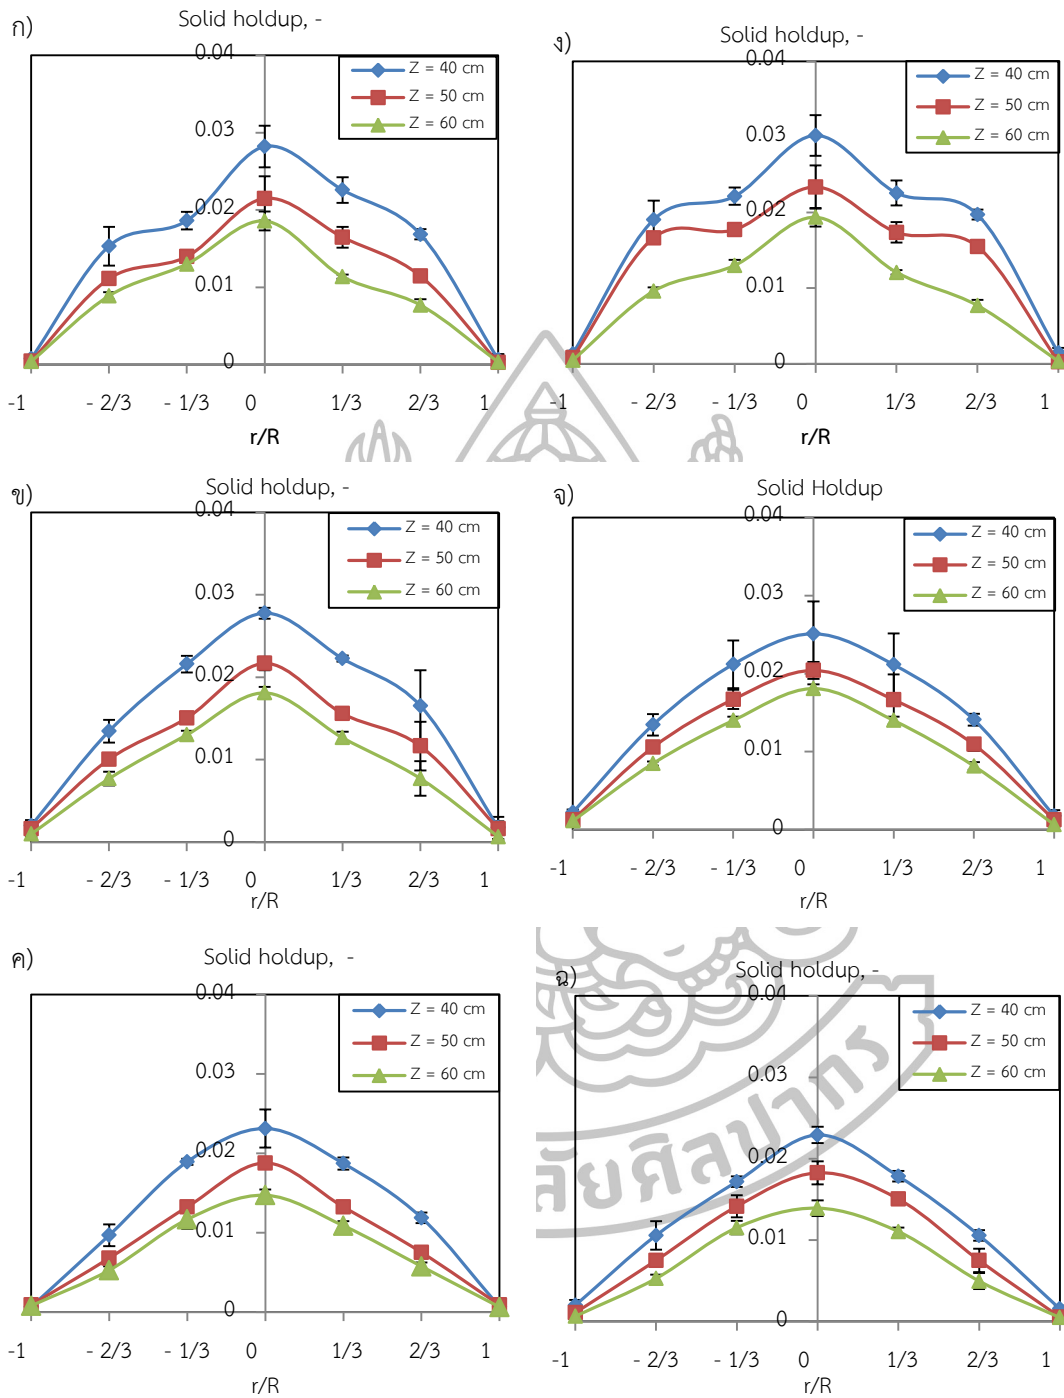 ก)
Solid holdup, -
0.04
0.03
0.02
0.01
0
Z = 40 cm
Z = 50 cm
Z = 60 cm
-1 - 2/3 - 1/3 0 1/3 2/3 1
r/R
ง)
Solid holdup, -
0.04
0.03
0.02
0.01
0
Z = 40 cm
Z = 50 cm
Z = 60 cm
-1 - 2/3 - 1/3 0 1/3 2/3 1
r/R
ข)
Solid holdup, -
0.04
0.03
0.02
0.01
0
Z = 40 cm
Z = 50 cm
Z = 60 cm
-1 - 2/3 - 1/3 0 1/3 2/3 1
r/R
จ)
Solid Holdup
0.04
0.03
0.02
0.01
0
Z = 40 cm
Z = 50 cm
Z = 60 cm
-1 - 2/3 - 1/3 0 1/3 2/3 1
r/R
ค)
Solid holdup, -
0.04
0.03
0.02
0.01
0
Z = 40 cm
Z = 50 cm
Z = 60 cm
-1 - 2/3 - 1/3 0 1/3 2/3 1
r/R
ฉ)
Solid holdup, -
0.04
0.03
0.02
0.01
0
Z = 40 cm
Z = 50 cm
Z = 60 cm
-1 - 2/3 - 1/3 0 1/3 2/3 1
r/R
ลัยศิลปากร